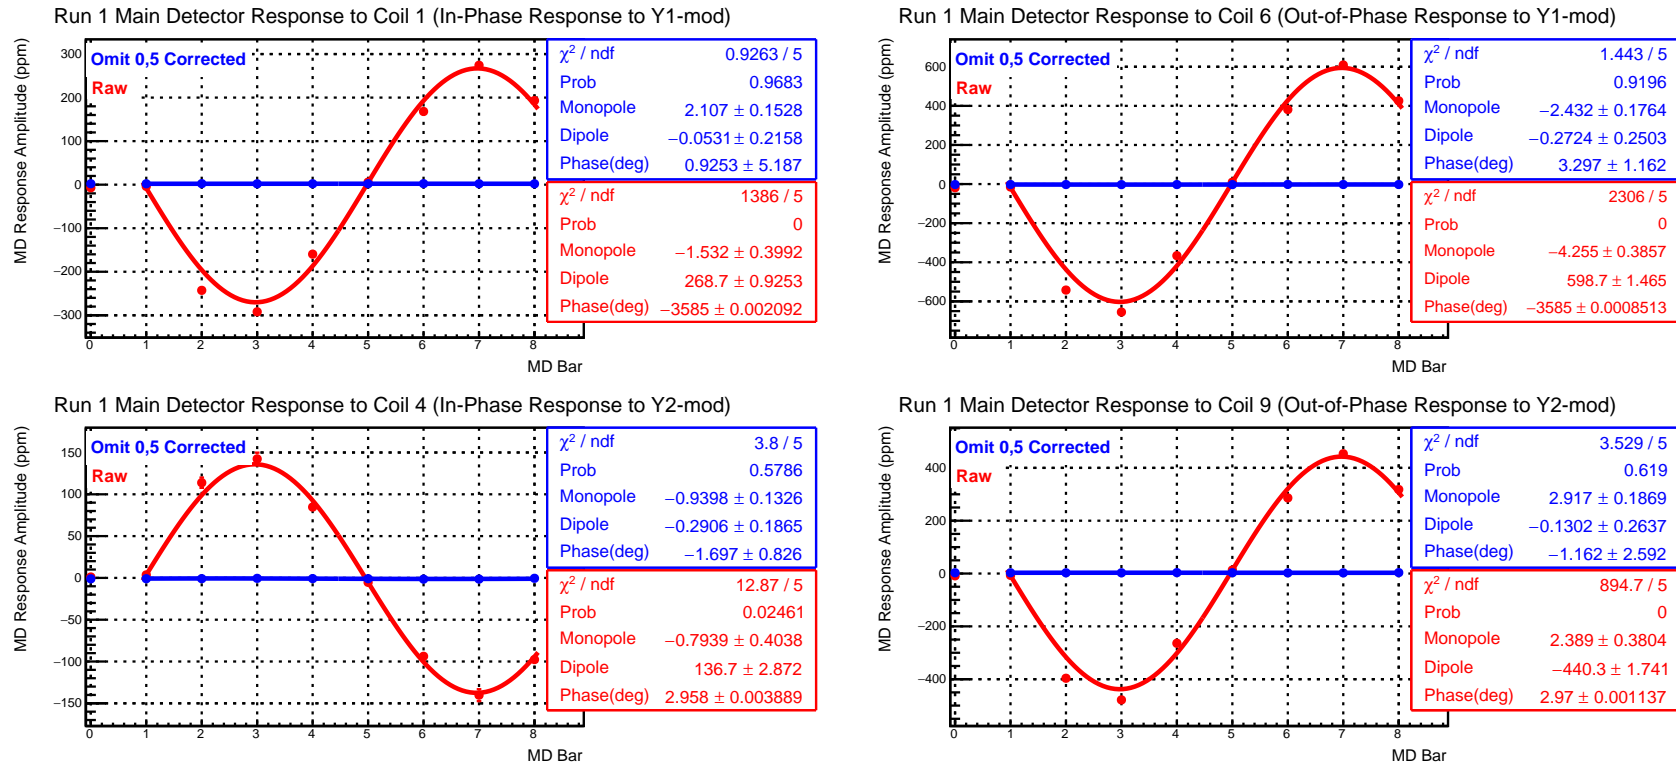 Run 1 Main Detector Response to Coil 1 (In-Phase Response to Y1-mod)
MD Response Amplitude (ppm)
300
200
100
0
−100
−200
−300
0 1 2 3 4 5 6 7 8
MD Bar
Omit 0,5 Corrected
Raw
χ² / ndf 0.9263 / 5
Prob 0.9683
Monopole 2.107 ± 0.1528
Dipole −0.0531 ± 0.2158
Phase(deg) 0.9253 ± 5.187
χ² / ndf 1386 / 5
Prob 0
Monopole −1.532 ± 0.3992
Dipole 268.7 ± 0.9253
Phase(deg) −3585 ± 0.002092
Run 1 Main Detector Response to Coil 6 (Out-of-Phase Response to Y1-mod)
MD Response Amplitude (ppm)
600
400
200
0
−200
−400
−600
0 1 2 3 4 5 6 7 8
MD Bar
Omit 0,5 Corrected
Raw
χ² / ndf 1.443 / 5
Prob 0.9196
Monopole −2.432 ± 0.1764
Dipole −0.2724 ± 0.2503
Phase(deg) 3.297 ± 1.162
χ² / ndf 2306 / 5
Prob 0
Monopole −4.255 ± 0.3857
Dipole 598.7 ± 1.465
Phase(deg) −3585 ± 0.0008513
Run 1 Main Detector Response to Coil 4 (In-Phase Response to Y2-mod)
MD Response Amplitude (ppm)
150
100
50
0
−50
−100
−150
0 1 2 3 4 5 6 7 8
MD Bar
Omit 0,5 Corrected
Raw
χ² / ndf 3.8 / 5
Prob 0.5786
Monopole −0.9398 ± 0.1326
Dipole −0.2906 ± 0.1865
Phase(deg) −1.697 ± 0.826
χ² / ndf 12.87 / 5
Prob 0.02461
Monopole −0.7939 ± 0.4038
Dipole 136.7 ± 2.872
Phase(deg) 2.958 ± 0.003889
Run 1 Main Detector Response to Coil 9 (Out-of-Phase Response to Y2-mod)
MD Response Amplitude (ppm)
400
200
0
−200
−400
0 1 2 3 4 5 6 7 8
MD Bar
Omit 0,5 Corrected
Raw
χ² / ndf 3.529 / 5
Prob 0.619
Monopole 2.917 ± 0.1869
Dipole −0.1302 ± 0.2637
Phase(deg) −1.162 ± 2.592
χ² / ndf 894.7 / 5
Prob 0
Monopole 2.389 ± 0.3804
Dipole −440.3 ± 1.741
Phase(deg) 2.97 ± 0.001137